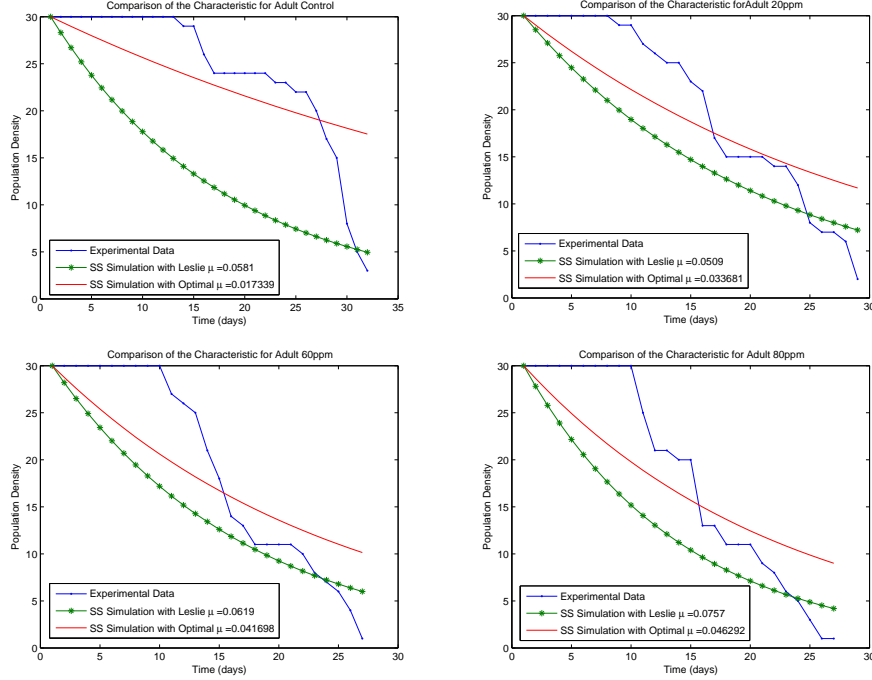 Comparison of the Characteristic for Adult Control
30
25
20
15
10
5
0
Population Density
Experimental Data
SS Simulation with Leslie μ =0.0581
SS Simulation with Optimal μ =0.017339
0 5 10 15 20 25 30 35
Time (days)
Comparison of the Characteristic forAdult 20ppm
30
25
20
15
10
5
0
Population Density
Experimental Data
SS Simulation with Leslie μ =0.0509
SS Simulation with Optimal μ =0.033681
0 5 10 15 20 25 30
Time (days)
Comparison of the Characteristic for Adult 60ppm
30
25
20
15
10
5
0
Population Density
Experimental Data
SS Simulation with Leslie μ =0.0619
SS Simulation with Optimal μ =0.041698
0 5 10 15 20 25 30
Time (days)
Comparison of the Characteristic for Adult 80ppm
30
25
20
15
10
5
0
Population Density
Experimental Data
SS Simulation with Leslie μ =0.0757
SS Simulation with Optimal μ =0.046292
0 5 10 15 20 25 30
Time (days)